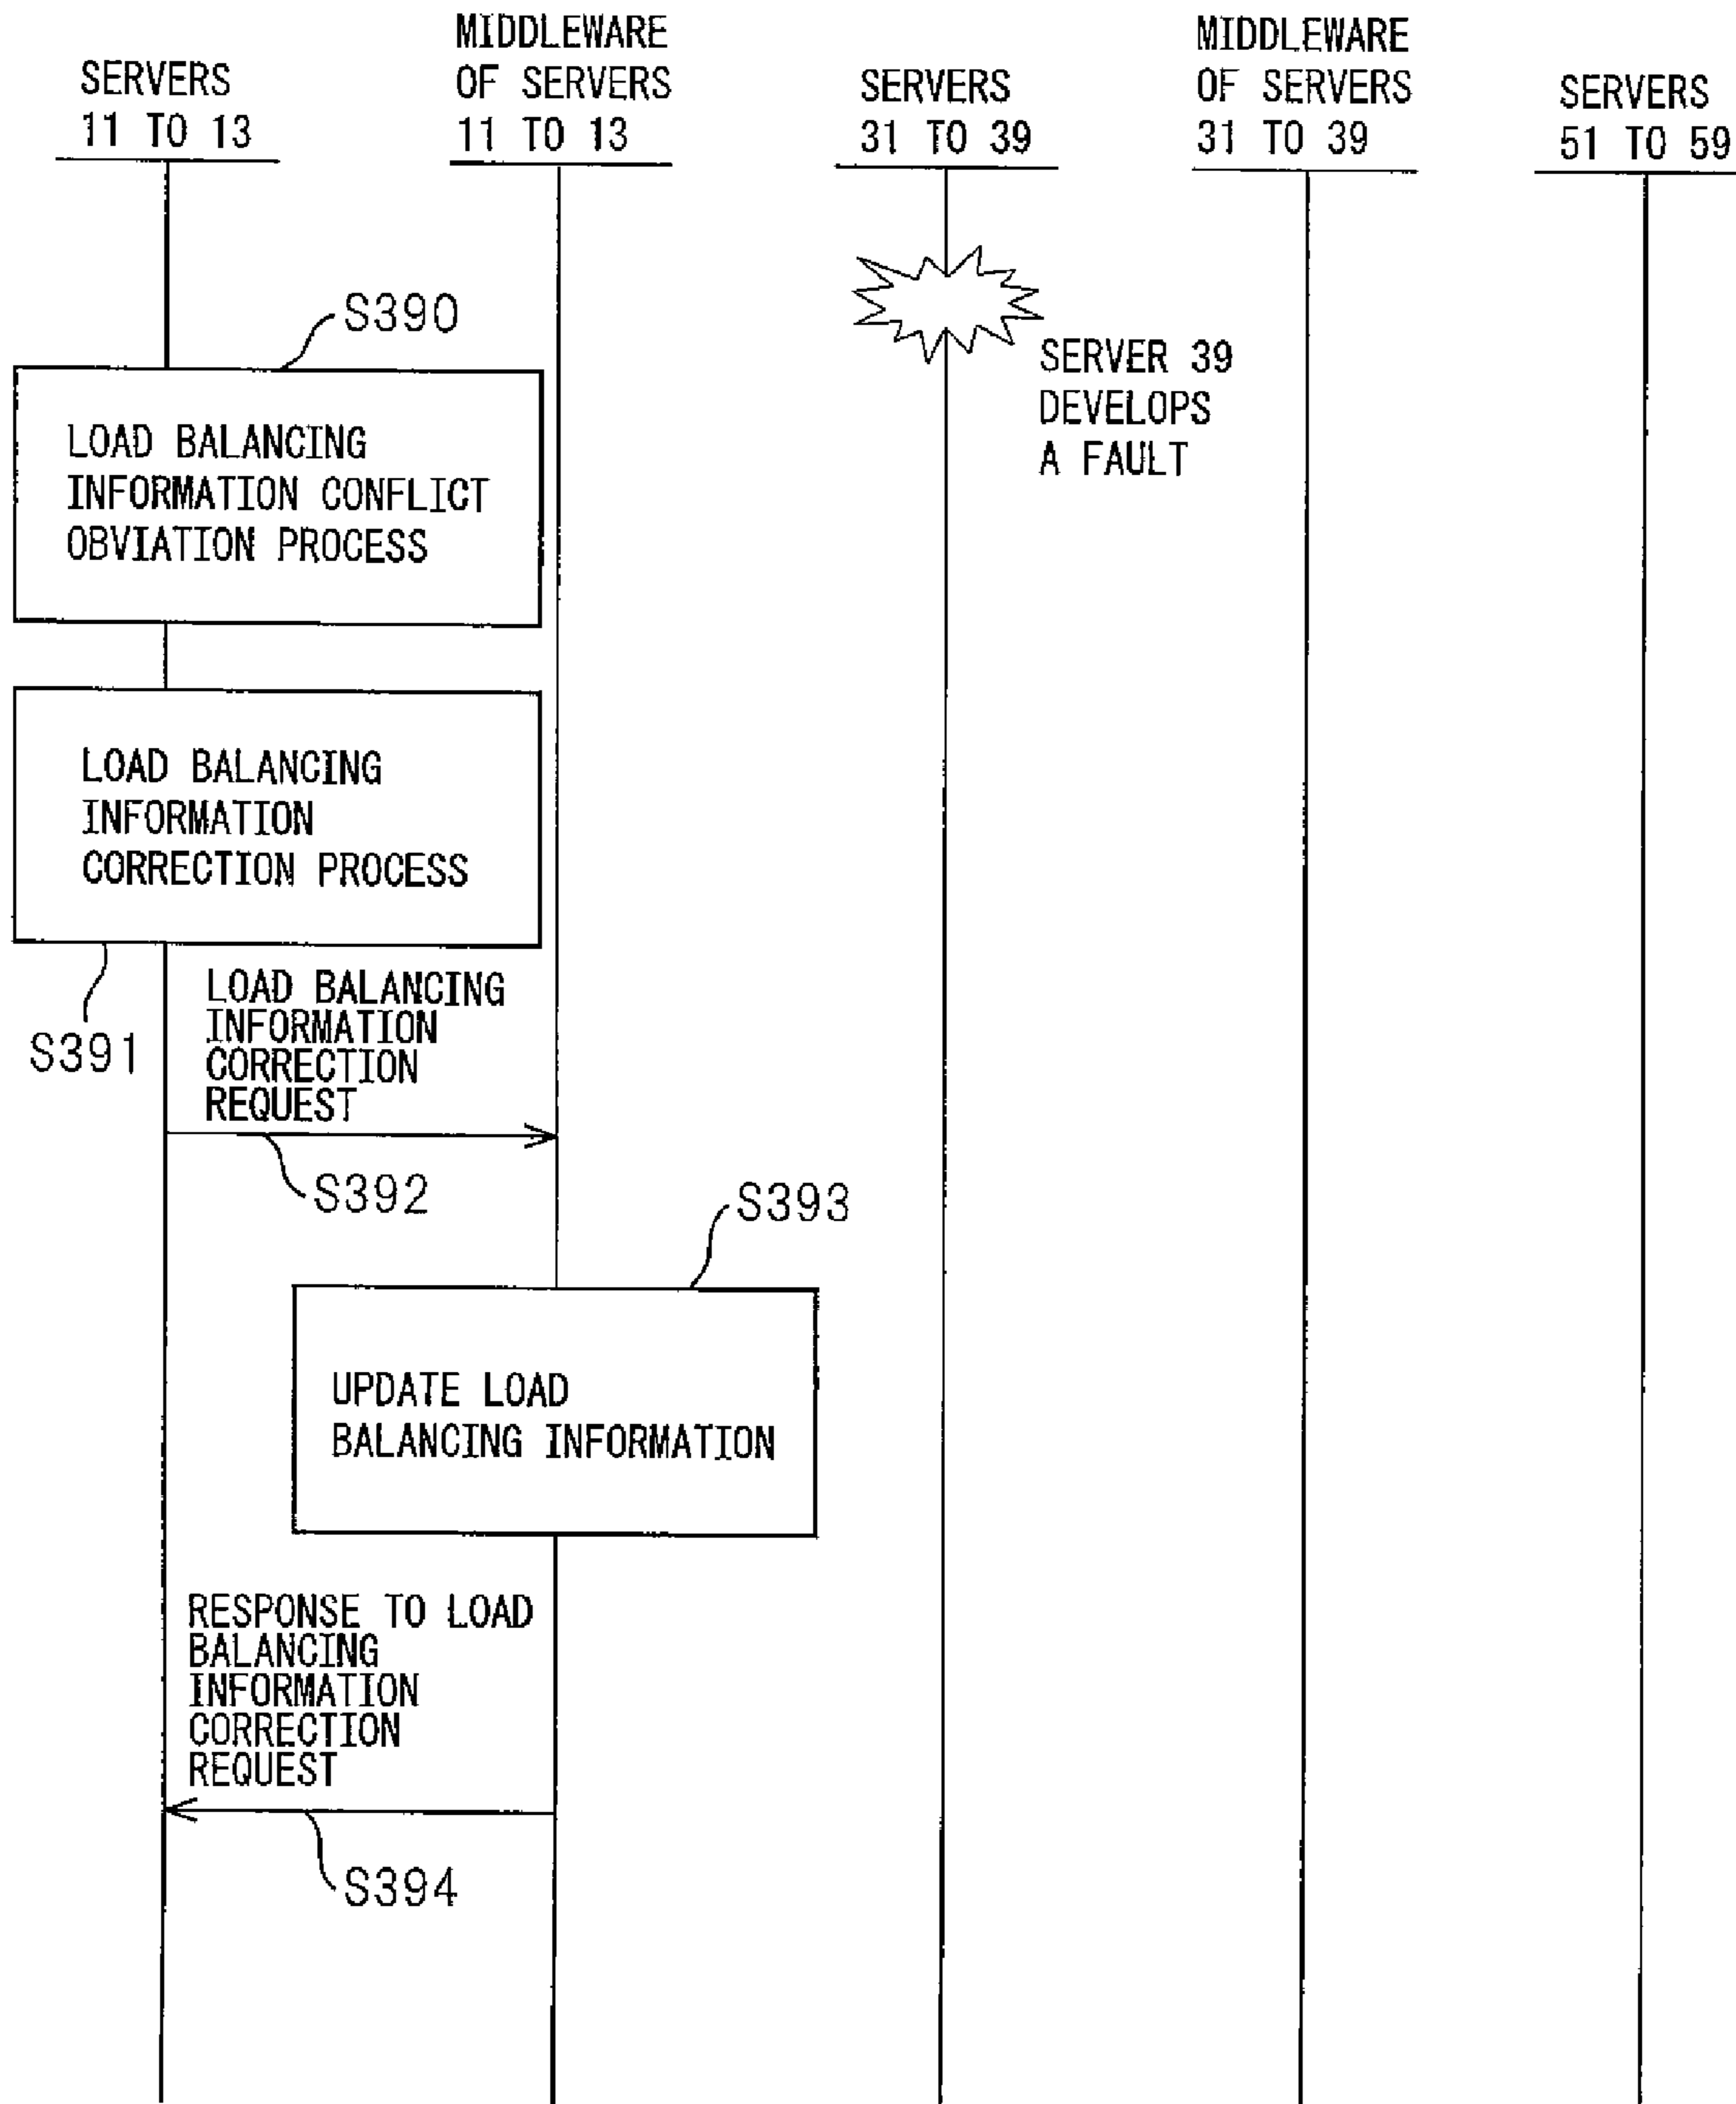 SERVERS
11 TO 13
MIDDLEWARE
OF SERVERS
11 TO 13
SERVERS
31 TO 39
MIDDLEWARE
OF SERVERS
31 TO 39
SERVERS
51 TO 59
SERVER 39
DEVELOPS
A FAULT
S390
LOAD BALANCING
INFORMATION CONFLICT
OBVIATION PROCESS
LOAD BALANCING
INFORMATION
CORRECTION PROCESS
S391
LOAD BALANCING
INFORMATION
CORRECTION
REQUEST
S392
S393
UPDATE LOAD
BALANCING INFORMATION
RESPONSE TO LOAD
BALANCING
INFORMATION
CORRECTION
REQUEST
S394